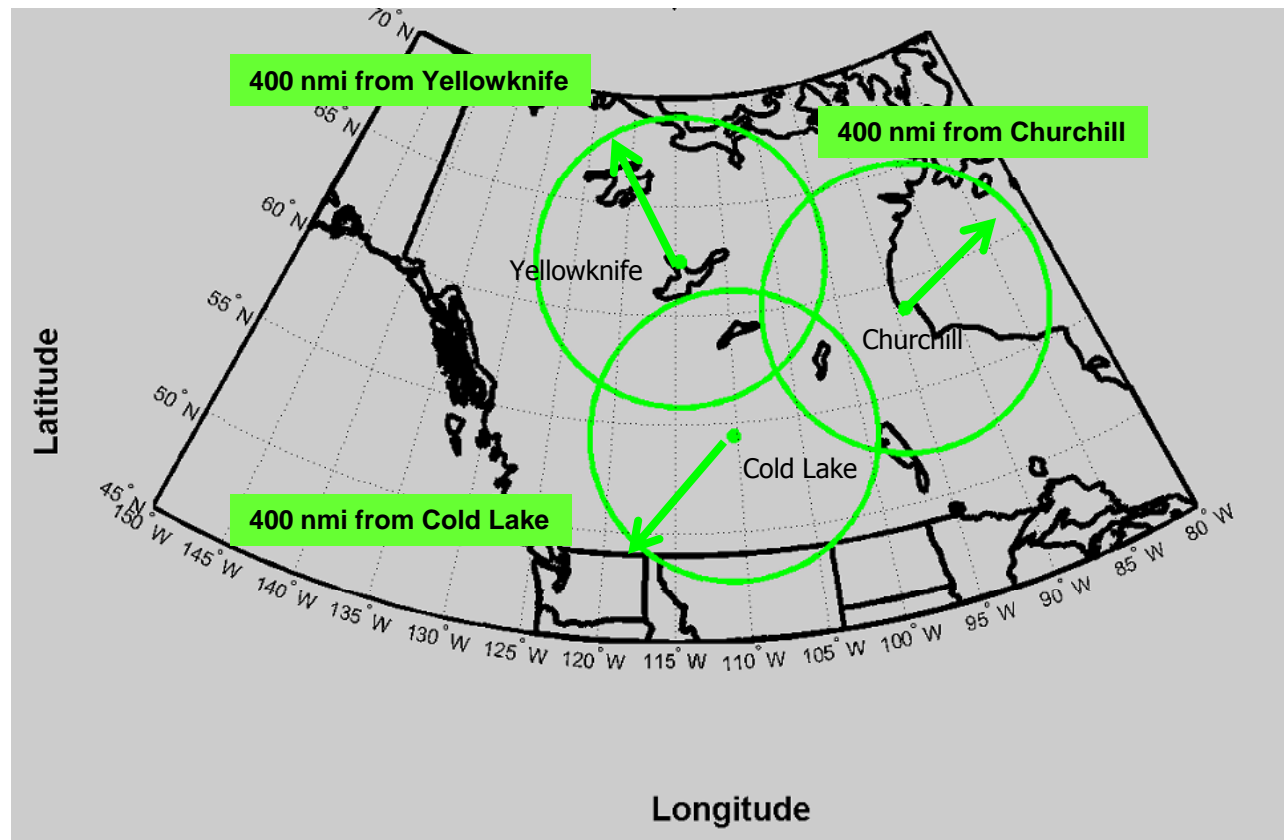 70°N
400 nmi from Yellowknife
65°N
400 nmi from Churchill
60°N
Yellowknife
55°N
Churchill
50°N
Latitude
Cold Lake
45°N
400 nmi from Cold Lake
150°W
145°W
140°W
135°W
130°W
125°W
120°W
115°W
110°W
105°W
100°W
95°W
90°W
85°W
80°W
Longitude